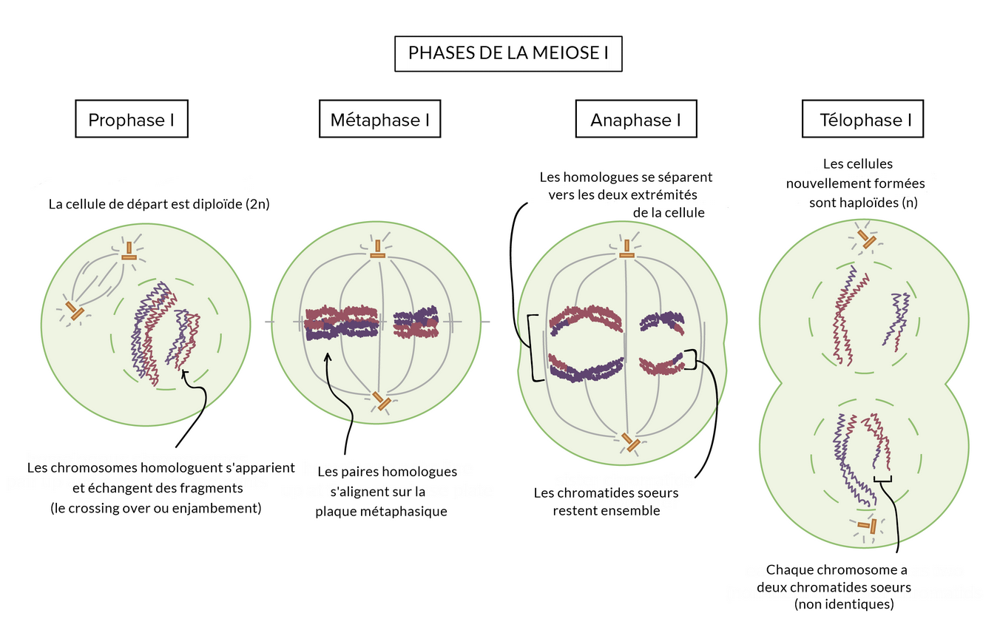 PHASES DE LA MEIOSE I
Prophase I
Métaphase I
Anaphase I
Télophase I
La cellule de départ est diploïde (2n)
Les homologues se séparent
vers les deux extrémités
de la cellule
Les cellules
nouvellement formées
sont haploïdes (n)
Les chromosomes homologuent s'apparient
et échangent des fragments
(le crossing over ou enjambement)
Les paires homologues
s'alignent sur la
plaque métaphasique
Les chromatides soeurs
restent ensemble
Chaque chromosome a
deux chromatides soeurs
(non identiques)